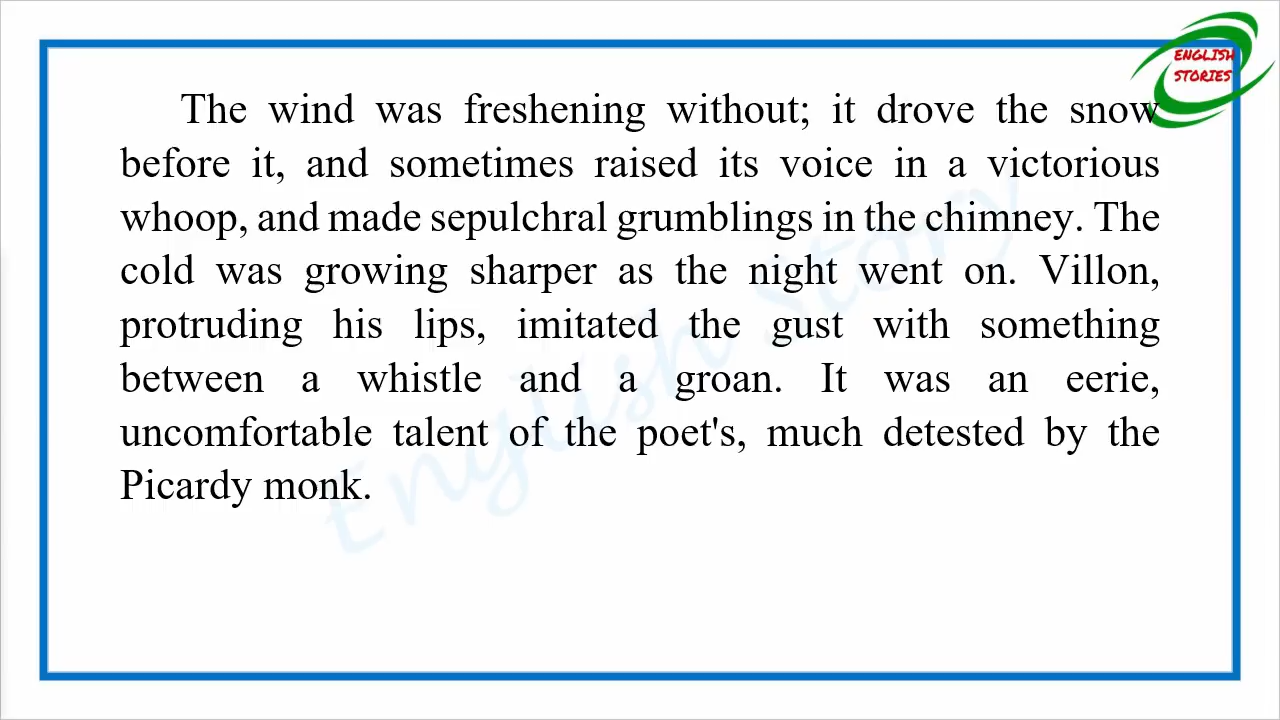 ENGLISH
STORIES
The wind was freshening without; it drove the snow
before it, and sometimes raised its voice in a victorious
whoop, and made sepulchral grumblings in the chimney. The
cold was growing sharper as the night went on. Villon,
protruding his lips, imitated the gust with something
between a whistle and a groan. It was an eerie,
uncomfortable talent of the poet's, much detested by the
Picardy monk.
English Story